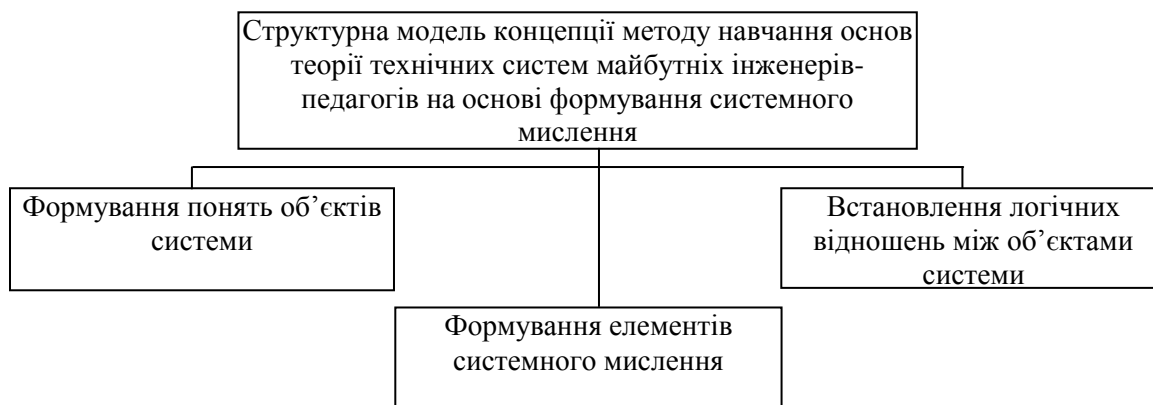 Структурна модель концепції методу навчання основ
теорії технічних систем майбутніх інженерів-
педагогів на основі формування системного
мислення
Формування понять об’єктів
системи
Встановлення логічних
відношень між об’єктами
системи
Формування елементів
системного мислення